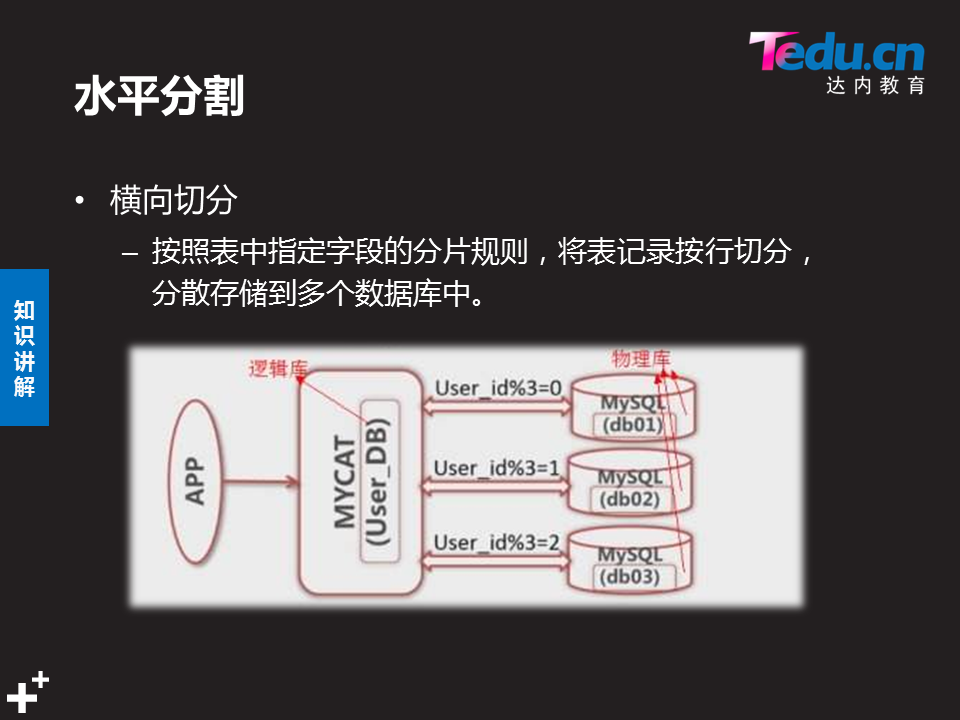 Tedu.cn
达内教育
水平分割
• 横向切分
– 按照表中指定字段的分片规则，将表记录按行切分，
分散存储到多个数据库中。
知识讲解
逻辑库
物理库
APP
MYCAT
(User_DB)
User_id%3=0
MySQL
(db01)
User_id%3=1
MySQL
(db02)
User_id%3=2
MySQL
(db03)